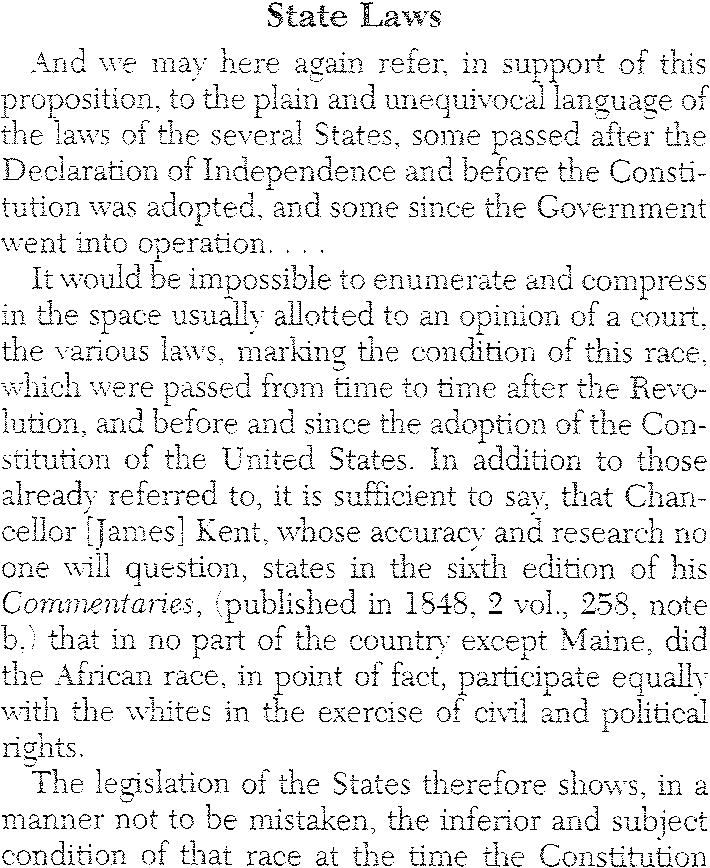 State Laws
And we may here again refer, in support of this
proposition, to the plain and unequivocal language of
the laws of the several States, some passed after the
Declaration of Independence and before the Consti-
tution was adopted, and some since the Government
went into operation. . . .
It would be impossible to enumerate and compress
in the space usually allotted to an opinion of a court,
the various laws, marking the condition of this race,
which were passed from time to time after the Revo-
lution, and before and since the adoption of the Con-
stitution of the United States. In addition to those
already referred to, it is sufficient to say, that Chan-
cellor [James] Kent, whose accuracy and research no
one will question, states in the sixth edition of his
Commentaries, (published in 1848, 2 vol., 258, note
b,) that in no part of the country except Maine, did
the African race, in point of fact, participate equally
with the whites in the exercise of civil and political
rights.
The legislation of the States therefore shows, in a
manner not to be mistaken, the inferior and subject
condition of that race at the time the Constitution